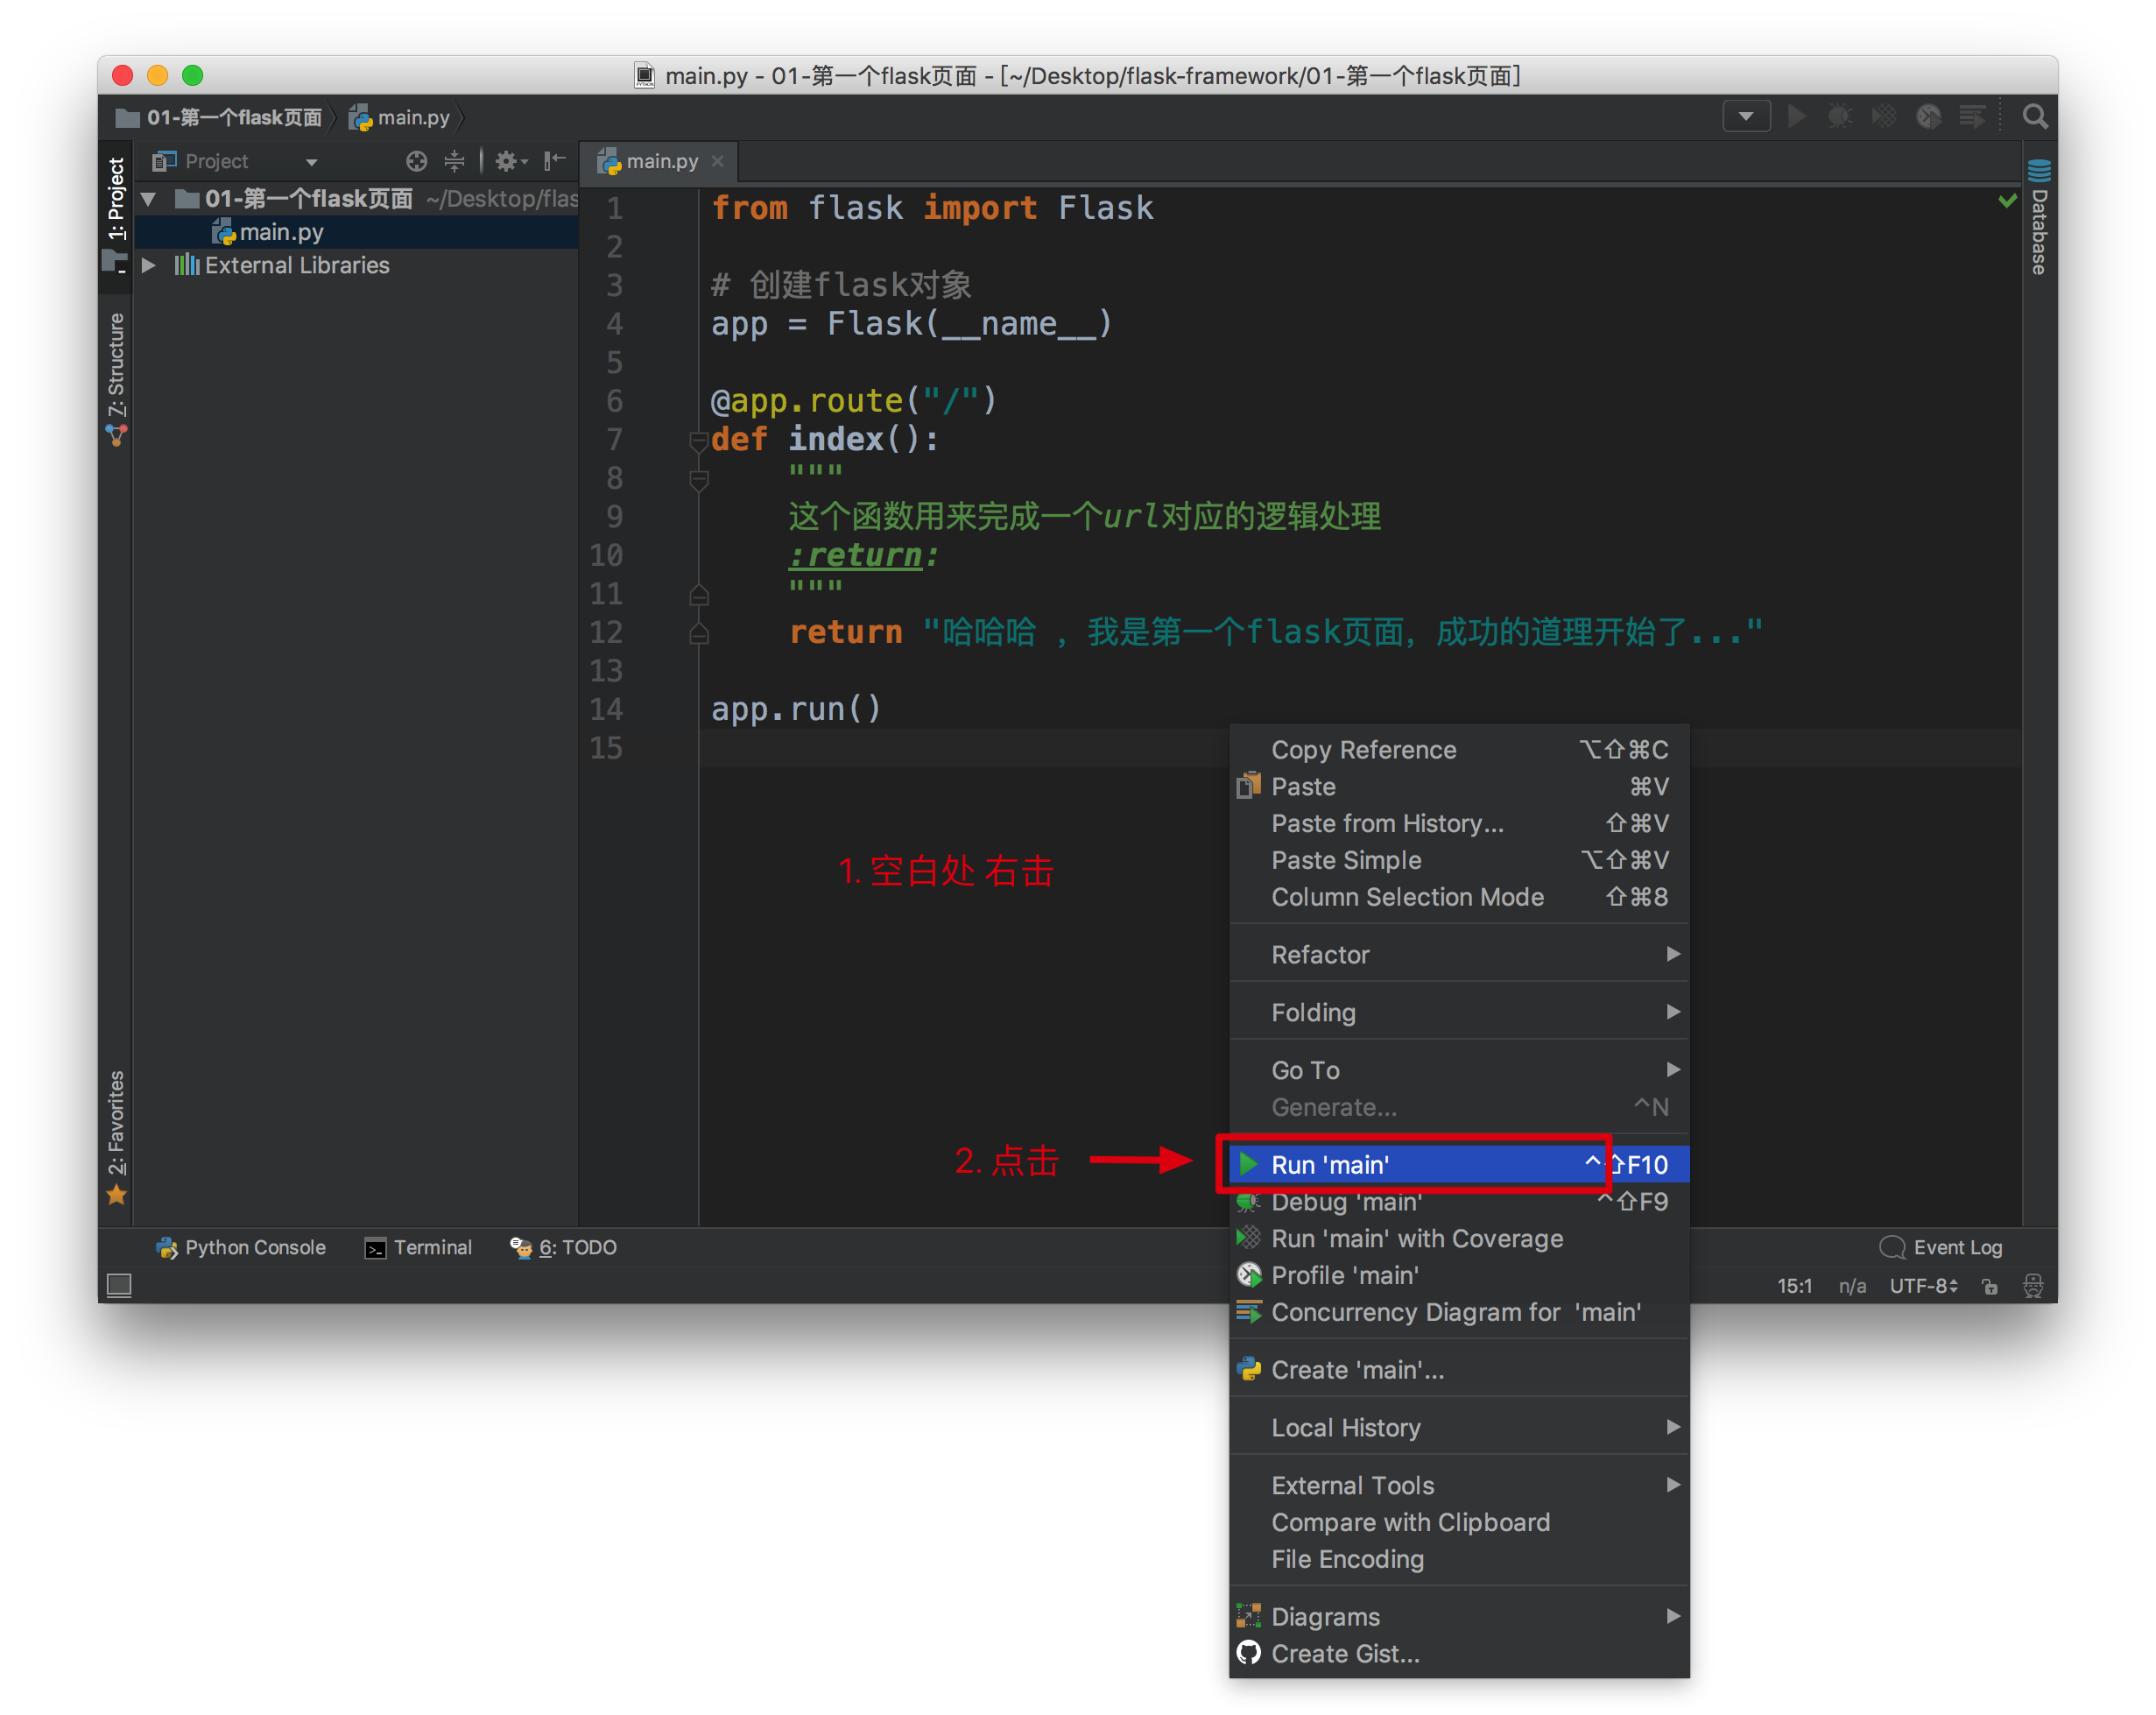 main.py - 01-第一个flask页面 - [~/Desktop/flask-framework/01-第一个flask页面]
01-第一个flask页面
main.py
1: Project
7: Structure
2: Favorites
Project
01-第一个flask页面 ~/Desktop/flas
main.py
External Libraries
main.py
1 from flask import Flask
2
3 # 创建flask对象
4 app = Flask(__name__)
5
6 @app.route("/")
7 def index():
8 """
9 这个函数用来完成一个url对应的逻辑处理
10 :return:
11 """
12 return "哈哈哈 ，我是第一个flask页面，成功的道理开始了..."
13
14 app.run()
15
Database
1. 空白处 右击
2. 点击
Copy Reference ⌥⇧⌘C
Paste ⌘V
Paste from History... ⇧⌘V
Paste Simple ⌥⇧⌘V
Column Selection Mode ⇧⌘8
Refactor
Folding
Go To
Generate... ^N
Run 'main' ^⇧F10
Debug 'main' ^⇧F9
Run 'main' with Coverage
Profile 'main'
Concurrency Diagram for 'main'
Create 'main'...
Local History
External Tools
Compare with Clipboard
File Encoding
Diagrams
Create Gist...
Python Console
Terminal
6: TODO
Event Log
15:1 n/a UTF-8